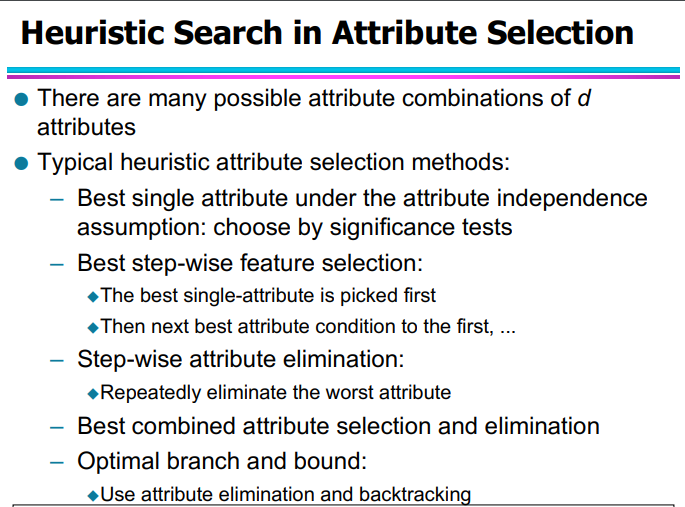 Heuristic Search in Attribute Selection
● There are many possible attribute combinations of d
attributes
● Typical heuristic attribute selection methods:
– Best single attribute under the attribute independence
assumption: choose by significance tests
– Best step-wise feature selection:
◆The best single-attribute is picked first
◆Then next best attribute condition to the first, ...
– Step-wise attribute elimination:
◆Repeatedly eliminate the worst attribute
– Best combined attribute selection and elimination
– Optimal branch and bound:
◆Use attribute elimination and backtracking